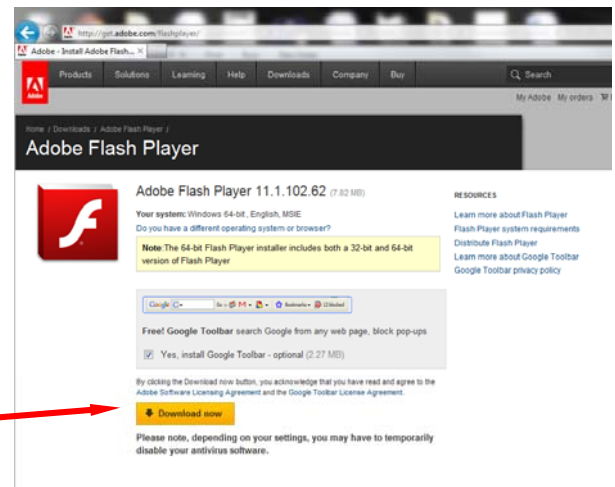 http://get.adobe.com/flashplayer/
Adobe - Install Adobe Flash... ×
Products Solutions Learning Help Downloads Company Buy Search
Adobe
My Adobe My orders
Home / Downloads / Adobe Flash Player /
Adobe Flash Player
Adobe Flash Player 11.1.102.62 (7.82 MB)
Your system: Windows 64-bit, English, MSIE
Do you have a different operating system or browser?
Note:The 64-bit Flash Player installer includes both a 32-bit and 64-bit
version of Flash Player
RESOURCES
Learn more about Flash Player
Flash Player system requirements
Distribute Flash Player
Learn more about Google Toolbar
Google Toolbar privacy policy
Google Go Bookmarks
Free! Google Toolbar search Google from any web page, block pop-ups
Yes, install Google Toolbar - optional (2.27 MB)
By clicking the Download now button, you acknowledge that you have read and agree to the
Adobe Software Licensing Agreement and the Google Toolbar License Agreement.
Download now
Please note, depending on your settings, you may have to temporarily
disable your antivirus software.